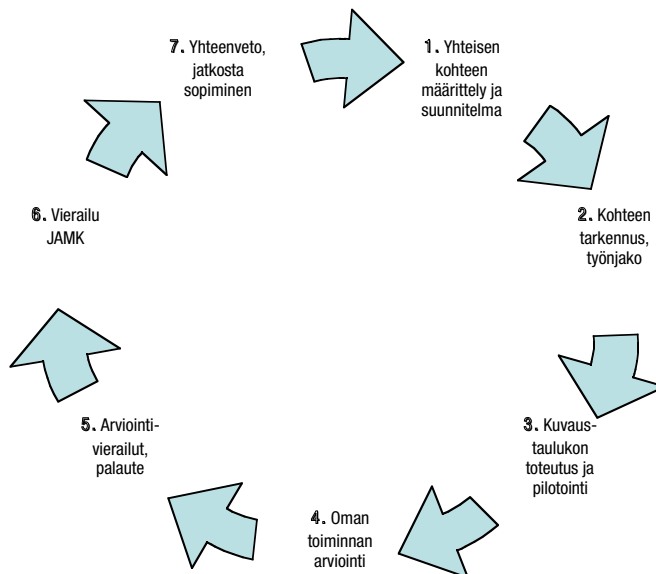 1. Yhteisen
kohteen
määrittely ja
suunnitelma
2. Kohteen
tarkennus,
työnjako
3. Kuvaus-
taulukon
toteutus ja
pilotointi
4. Oman
toiminnan
arviointi
5. Arviointi-
vierailut,
palaute
6. Vierailu
JAMK
7. Yhteenveto,
jatkosta
sopiminen